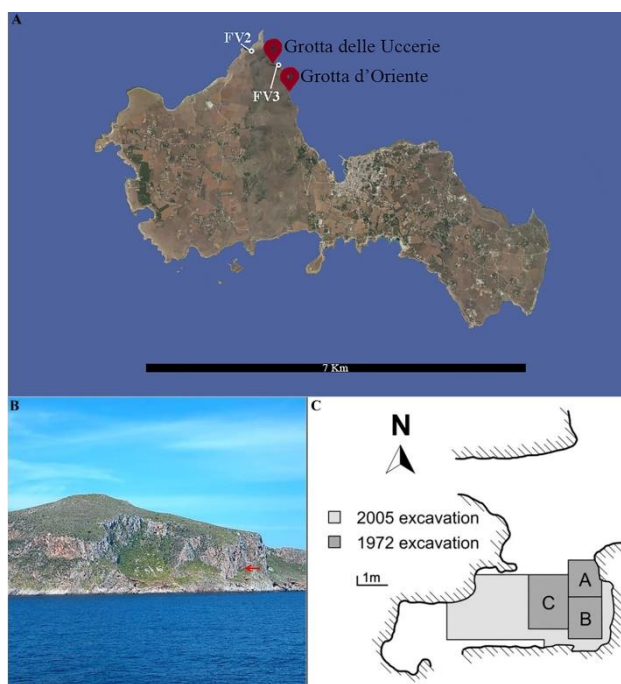 A
FV2
Grotta delle Uccerie
Grotta d'Oriente
FV3
7 Km
B
C
N
2005 excavation
1972 excavation
1m
A
C
B